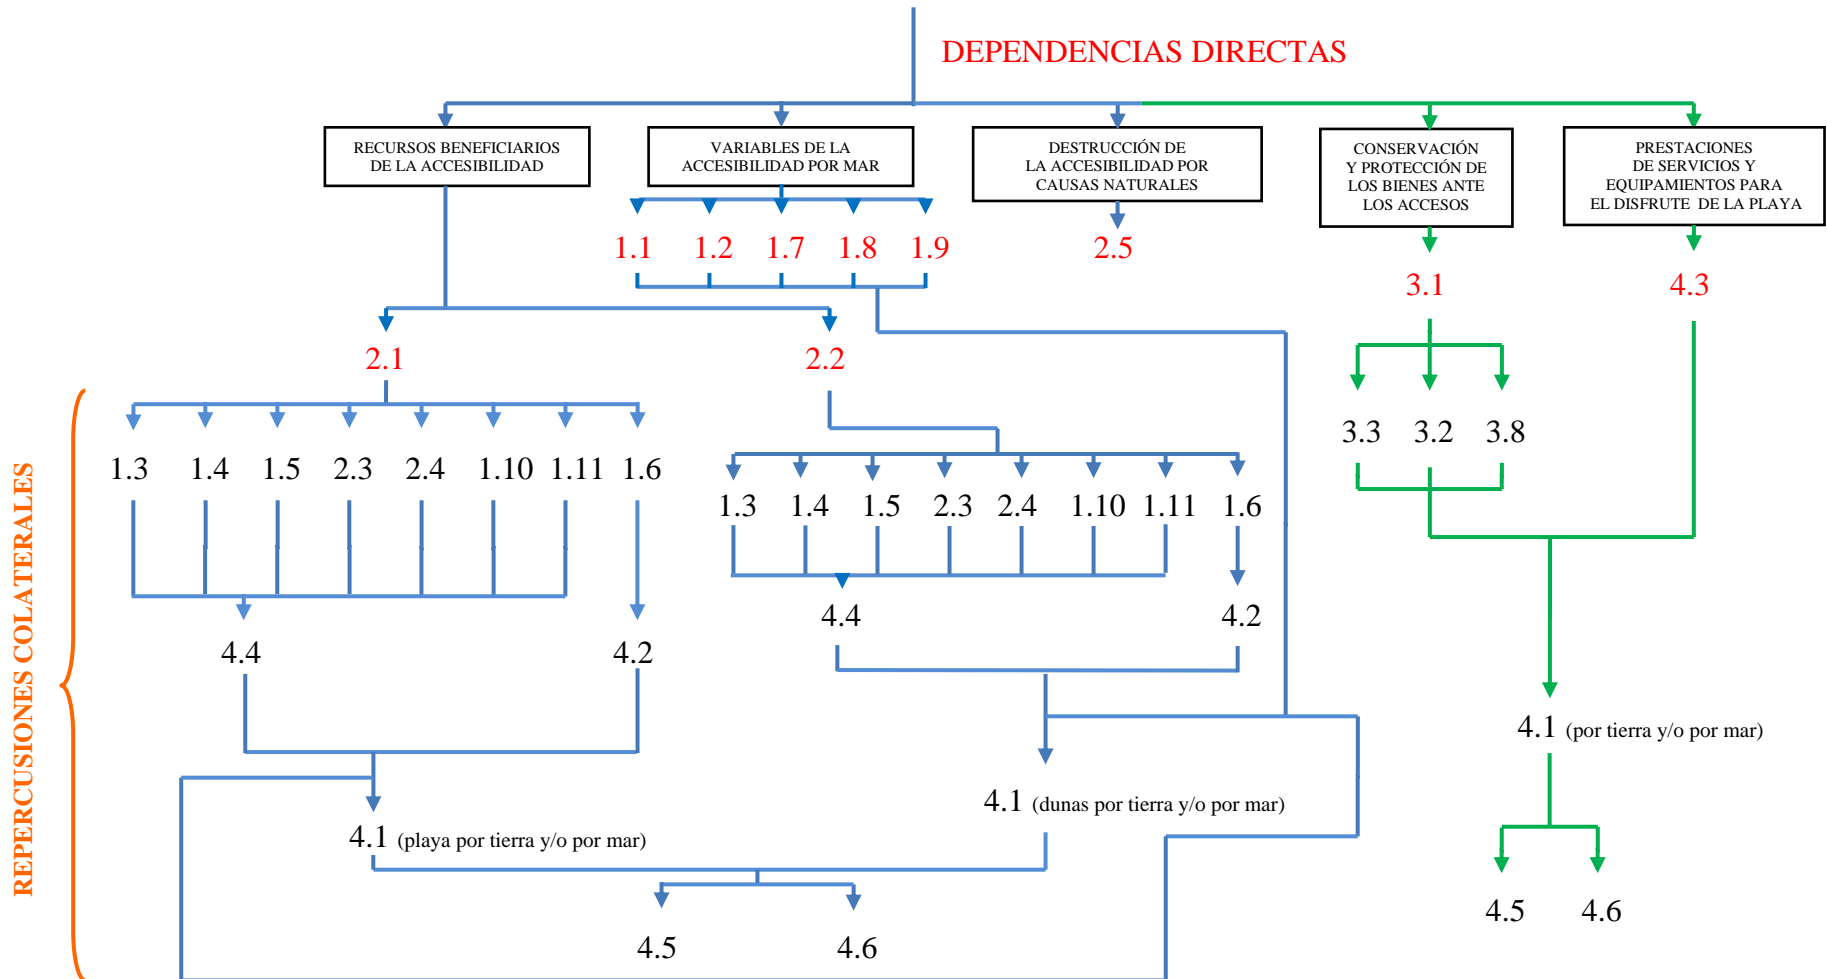 DEPENDENCIAS DIRECTAS
RECURSOS BENEFICIARIOS
DE LA ACCESIBILIDAD
VARIABLES DE LA
ACCESIBILIDAD POR MAR
DESTRUCCIÓN DE
LA ACCESIBILIDAD POR
CAUSAS NATURALES
CONSERVACIÓN
Y PROTECCIÓN DE
LOS BIENES ANTE
LOS ACCESOS
PRESTACIONES
DE SERVICIOS Y
EQUIPAMIENTOS PARA
EL DISFRUTE DE LA PLAYA
1.1 1.2 1.7 1.8 1.9
2.5
3.1
4.3
2.1
2.2
3.3 3.2 3.8
REPERCUSIONES COLATERALES
1.3 1.4 1.5 2.3 2.4 1.10 1.11 1.6
1.3 1.4 1.5 2.3 2.4 1.10 1.11 1.6
4.4
4.2
4.4
4.2
4.1 (por tierra y/o por mar)
4.1 (dunas por tierra y/o por mar)
4.1 (playa por tierra y/o por mar)
4.5 4.6
4.5 4.6